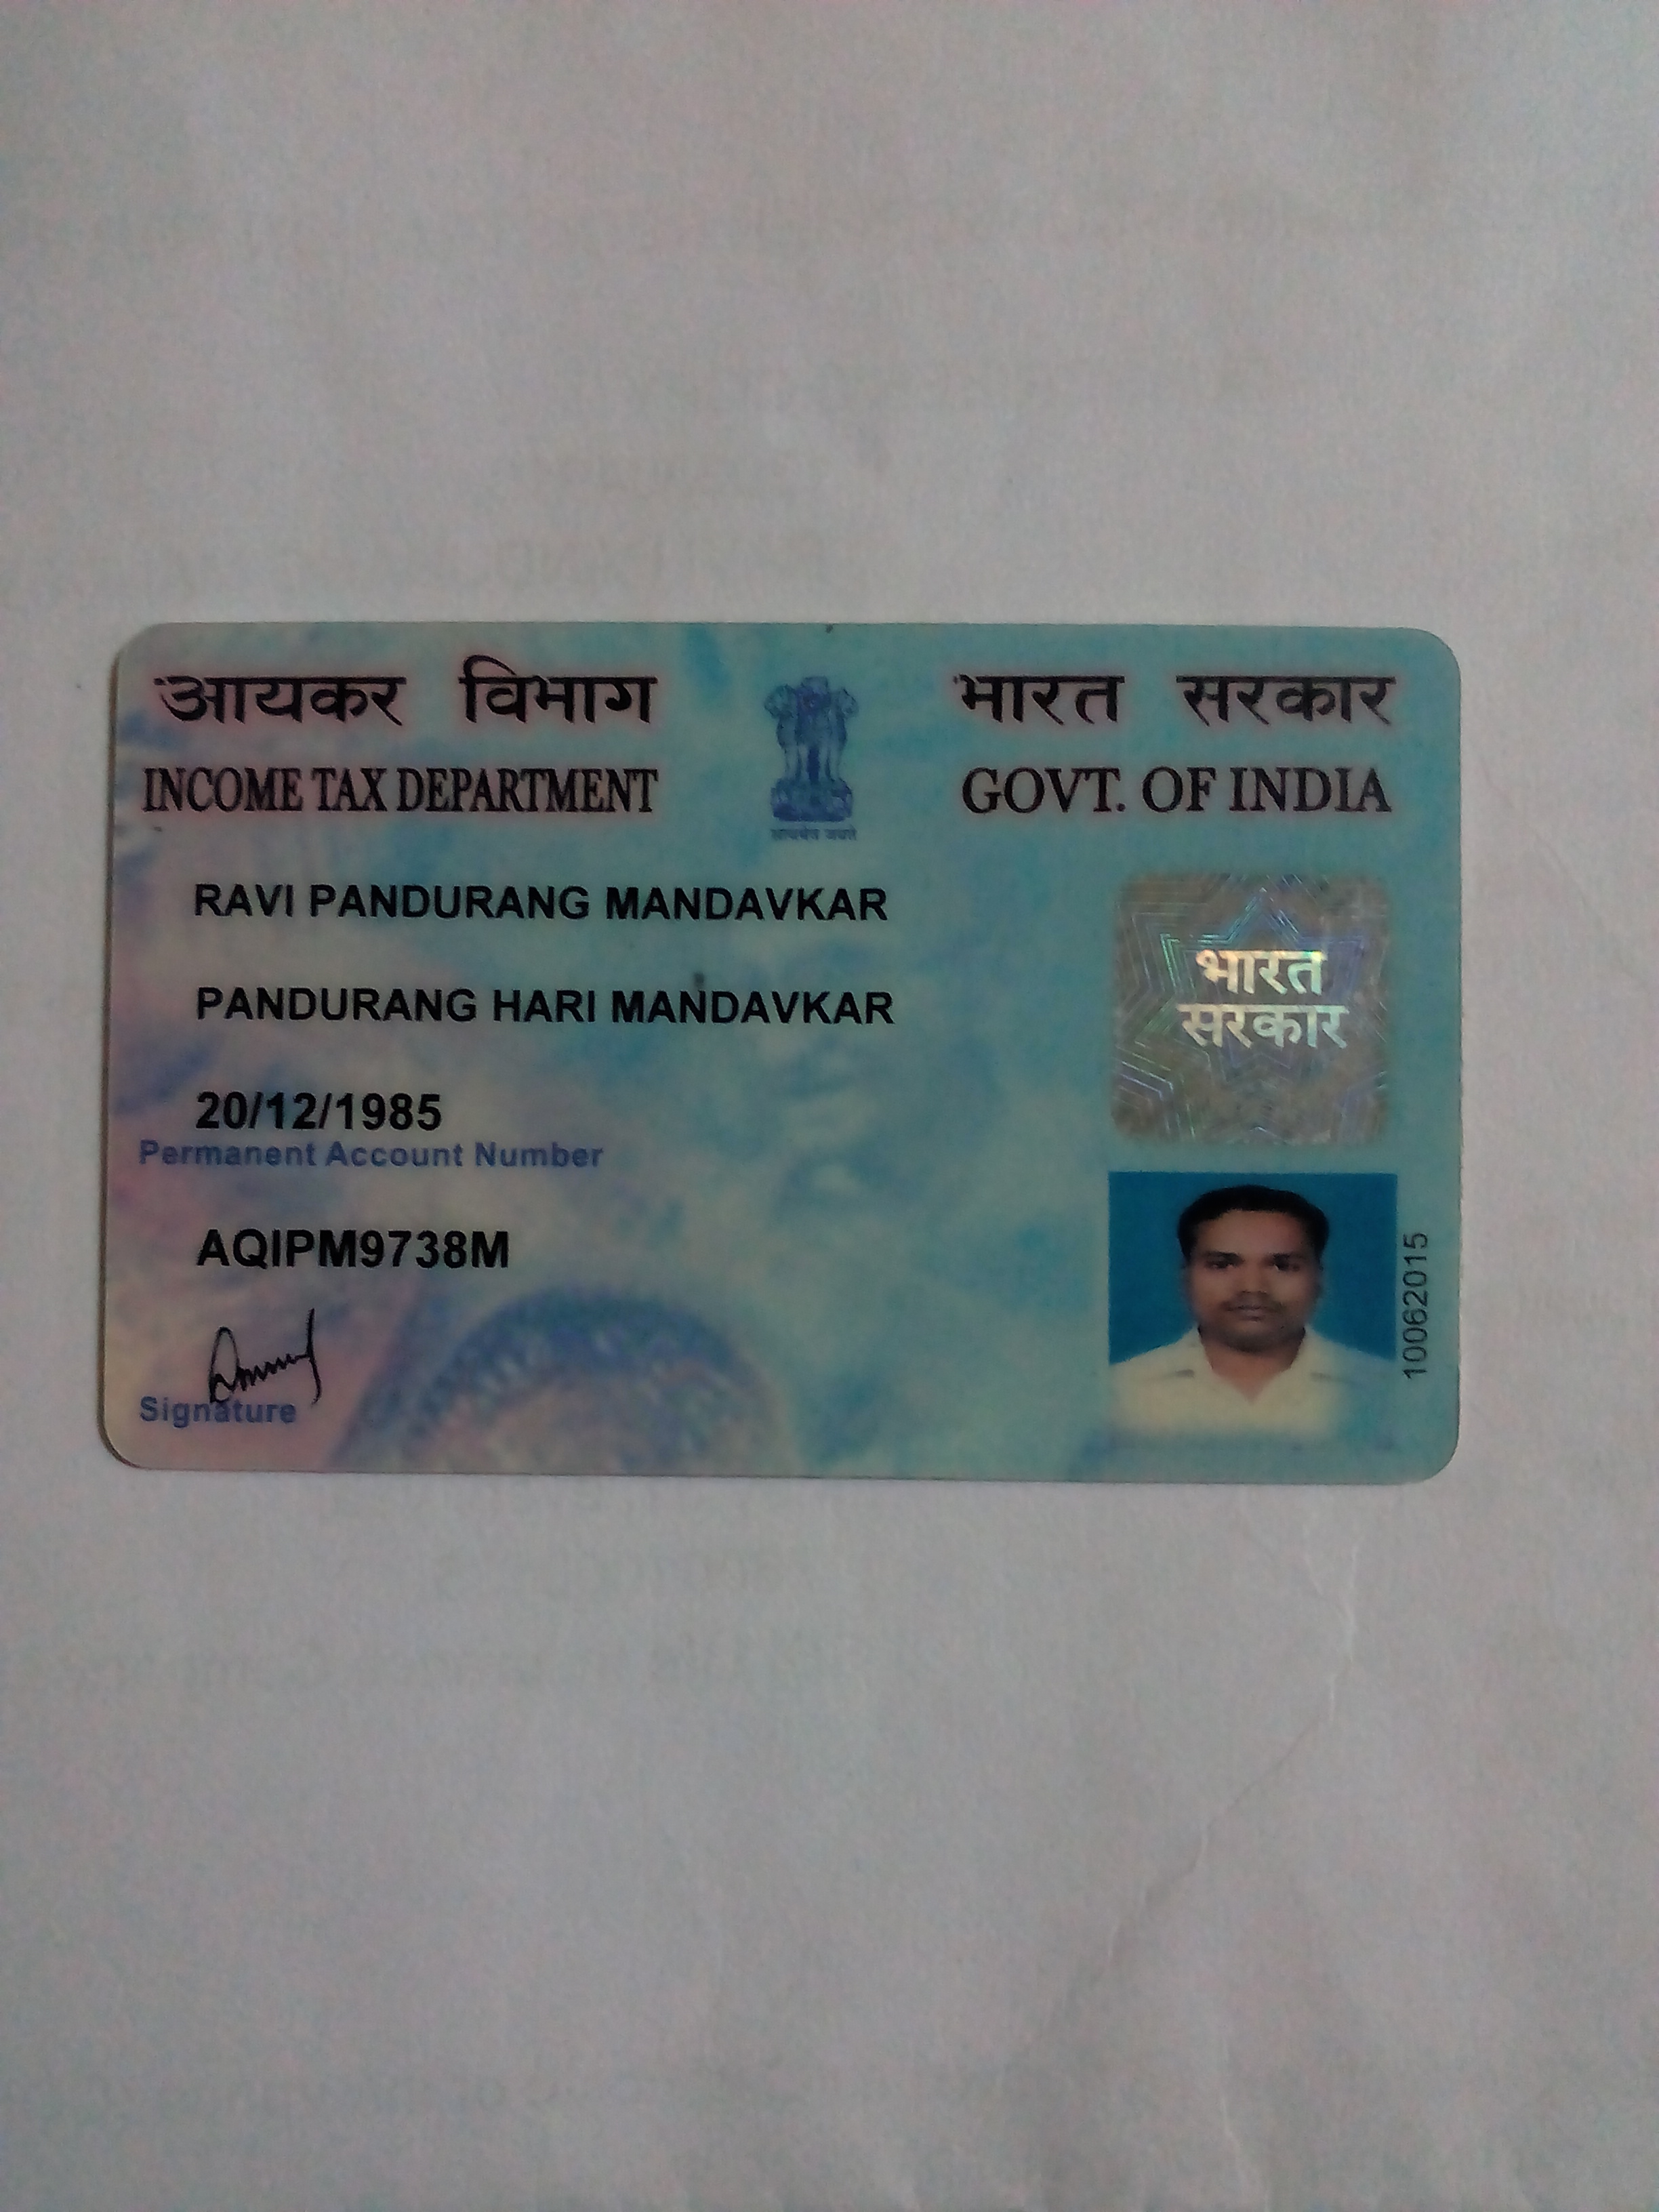 आयकर विभाग
INCOME TAX DEPARTMENT
भारत सरकार
GOVT. OF INDIA
सत्यमेव जयते
RAVI PANDURANG MANDAVKAR
PANDURANG HARI MANDAVKAR
20/12/1985
Permanent Account Number
AQIPM9738M
Signature
भारत
सरकार
10062015